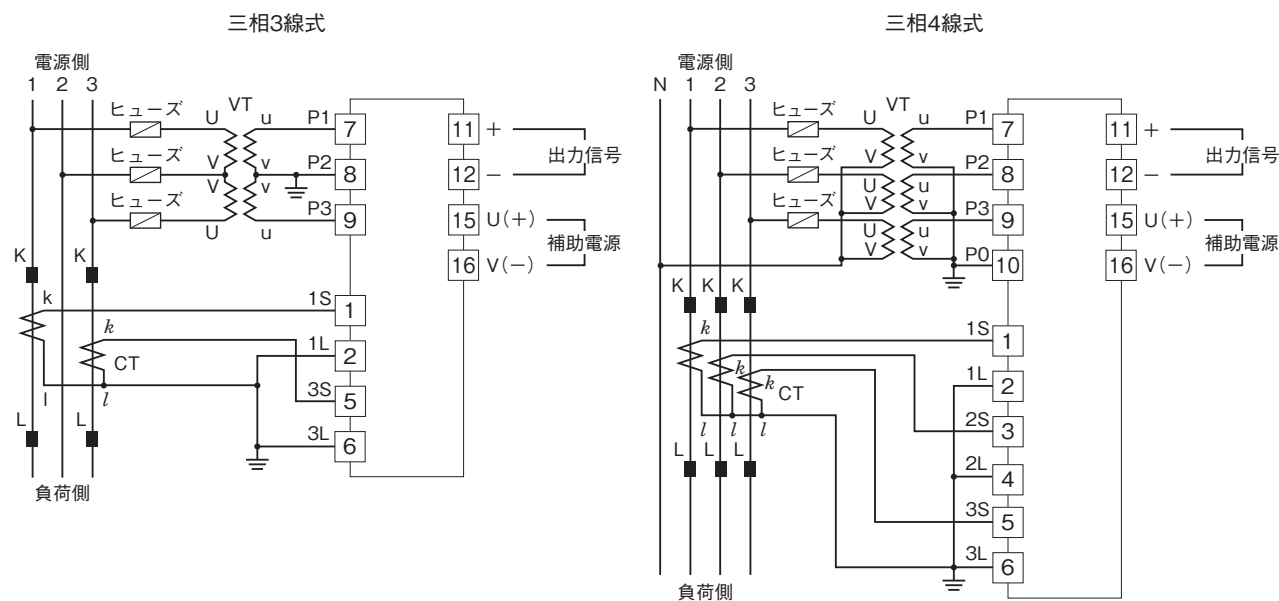 三相3線式
電源側
1 2 3
ヒューズ U VT u P1 7 11 +
出力信号
ヒューズ V v P2 8 12 −
V v
ヒューズ P3 9 15 U(+)
U u
補助電源
16 V(−)
K K
k 1S 1
k
CT 1L 2
l l 3S 5
L L 3L 6
負荷側
三相4線式
電源側
N 1 2 3
ヒューズ U VT u P1 7 11 +
出力信号
ヒューズ V v P2 8 12 −
U u
V v
ヒューズ P3 9 15 U(+)
U u
V v
補助電源
P0 10 16 V(−)
K K K
k 1S 1
k k CT
1L 2
l l l 2S 3
L L L 2L 4
3S 5
3L 6
負荷側